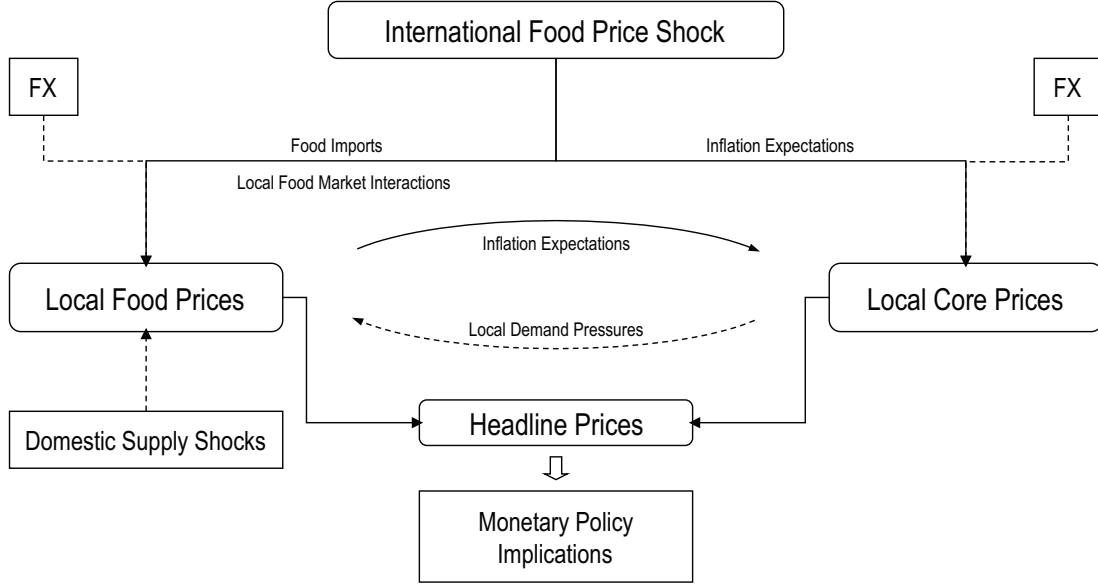 International Food Price Shock
FX
FX
Food Imports
Inflation Expectations
Local Food Market Interactions
Inflation Expectations
Local Food Prices
Local Core Prices
Local Demand Pressures
Domestic Supply Shocks
Headline Prices
Monetary Policy
Implications